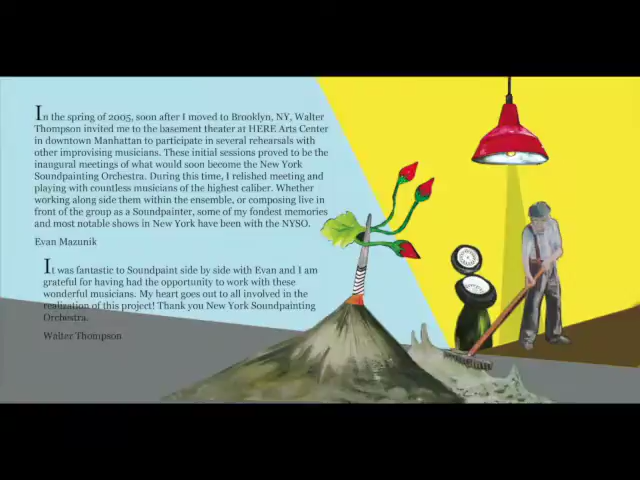 In the spring of 2005, soon after I moved to Brooklyn, NY, Walter
Thompson invited me to the basement theater at HERE Arts Center
in downtown Manhattan to participate in several rehearsals with
other improvising musicians. These initial sessions proved to be the
inaugural meetings of what would soon become the New York
Soundpainting Orchestra. During this time, I relished meeting and
playing with countless musicians of the highest caliber. Whether
working along side them within the ensemble, or composing live in
front of the group as a Soundpainter, some of my fondest memories
and most notable shows in New York have been with the NYSO.
Evan Mazunik
It was fantastic to Soundpaint side by side with Evan and I am
grateful for having had the opportunity to work with these
wonderful musicians. My heart goes out to all involved in the
realization of this project! Thank you New York Soundpainting
Orchestra.
Walter Thompson